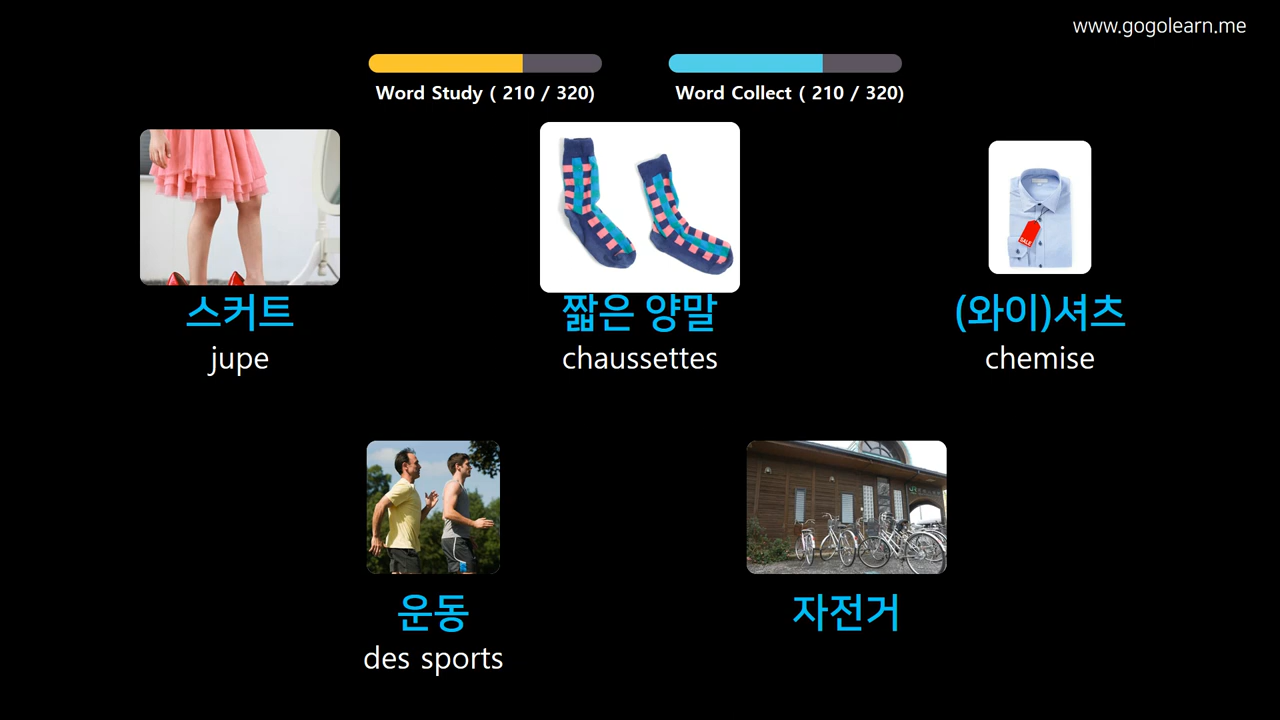 www.gogolearn.me
Word Study ( 210 / 320)
Word Collect ( 210 / 320)
스커트
jupe
짧은 양말
chaussettes
SALE
(와이)셔츠
chemise
운동
des sports
자전거